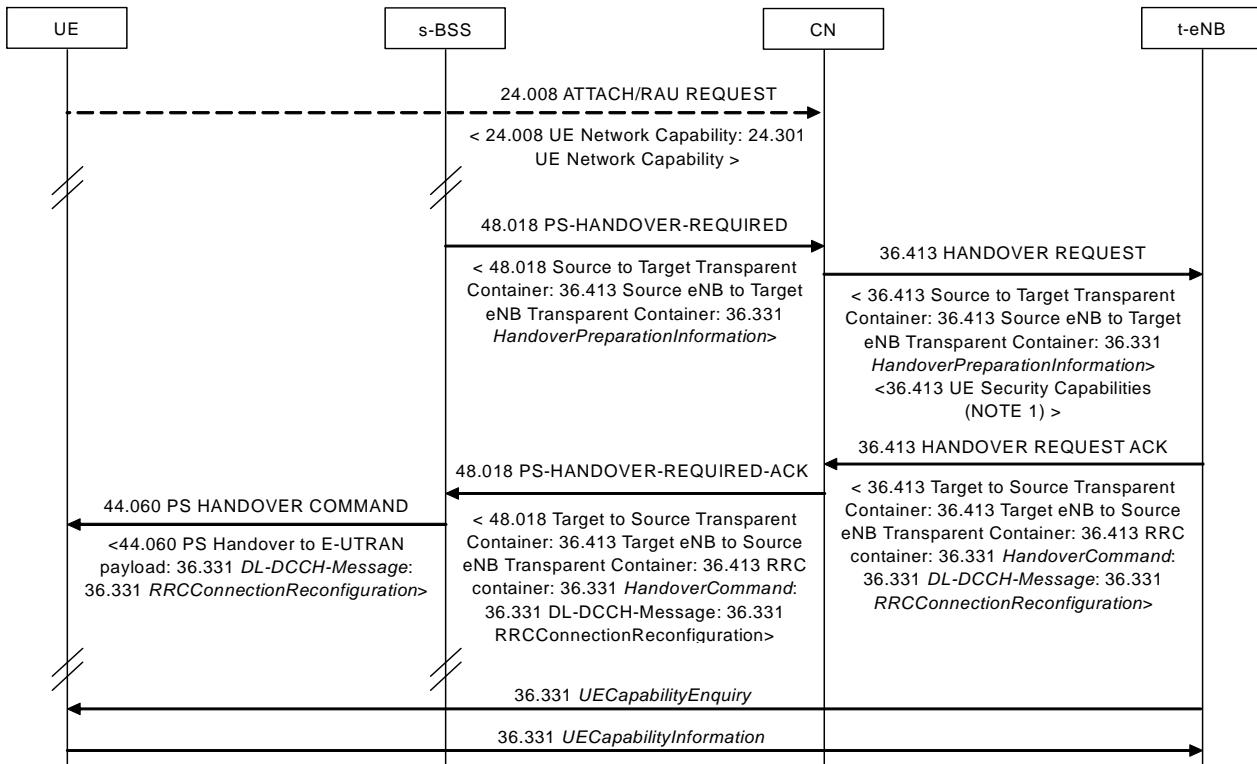 UE
s-BSS
CN
t-eNB
24.008 ATTACH/RAU REQUEST
< 24.008 UE Network Capability: 24.301
UE Network Capability >
48.018 PS-HANDOVER-REQUIRED
< 48.018 Source to Target Transparent
Container: 36.413 Source eNB to Target
eNB Transparent Container: 36.331
HandoverPreparationInformation>
36.413 HANDOVER REQUEST
< 36.413 Source to Target Transparent
Container: 36.413 Source eNB to Target
eNB Transparent Container: 36.331
HandoverPreparationInformation>
<36.413 UE Security Capabilities
(NOTE 1) >
36.413 HANDOVER REQUEST ACK
< 36.413 Target to Source Transparent
Container: 36.413 Target eNB to Source
eNB Transparent Container: 36.413 RRC
container: 36.331 HandoverCommand:
36.331 DL-DCCH-Message: 36.331
RRCConnectionReconfiguration>
48.018 PS-HANDOVER-REQUIRED-ACK
< 48.018 Target to Source Transparent
Container: 36.413 Target eNB to Source
eNB Transparent Container: 36.413 RRC
container: 36.331 HandoverCommand:
36.331 DL-DCCH-Message: 36.331
RRCConnectionReconfiguration>
44.060 PS HANDOVER COMMAND
<44.060 PS Handover to E-UTRAN
payload: 36.331 DL-DCCH-Message:
36.331 RRCConnectionReconfiguration>
36.331 UECapabilityEnquiry
36.331 UECapabilityInformation